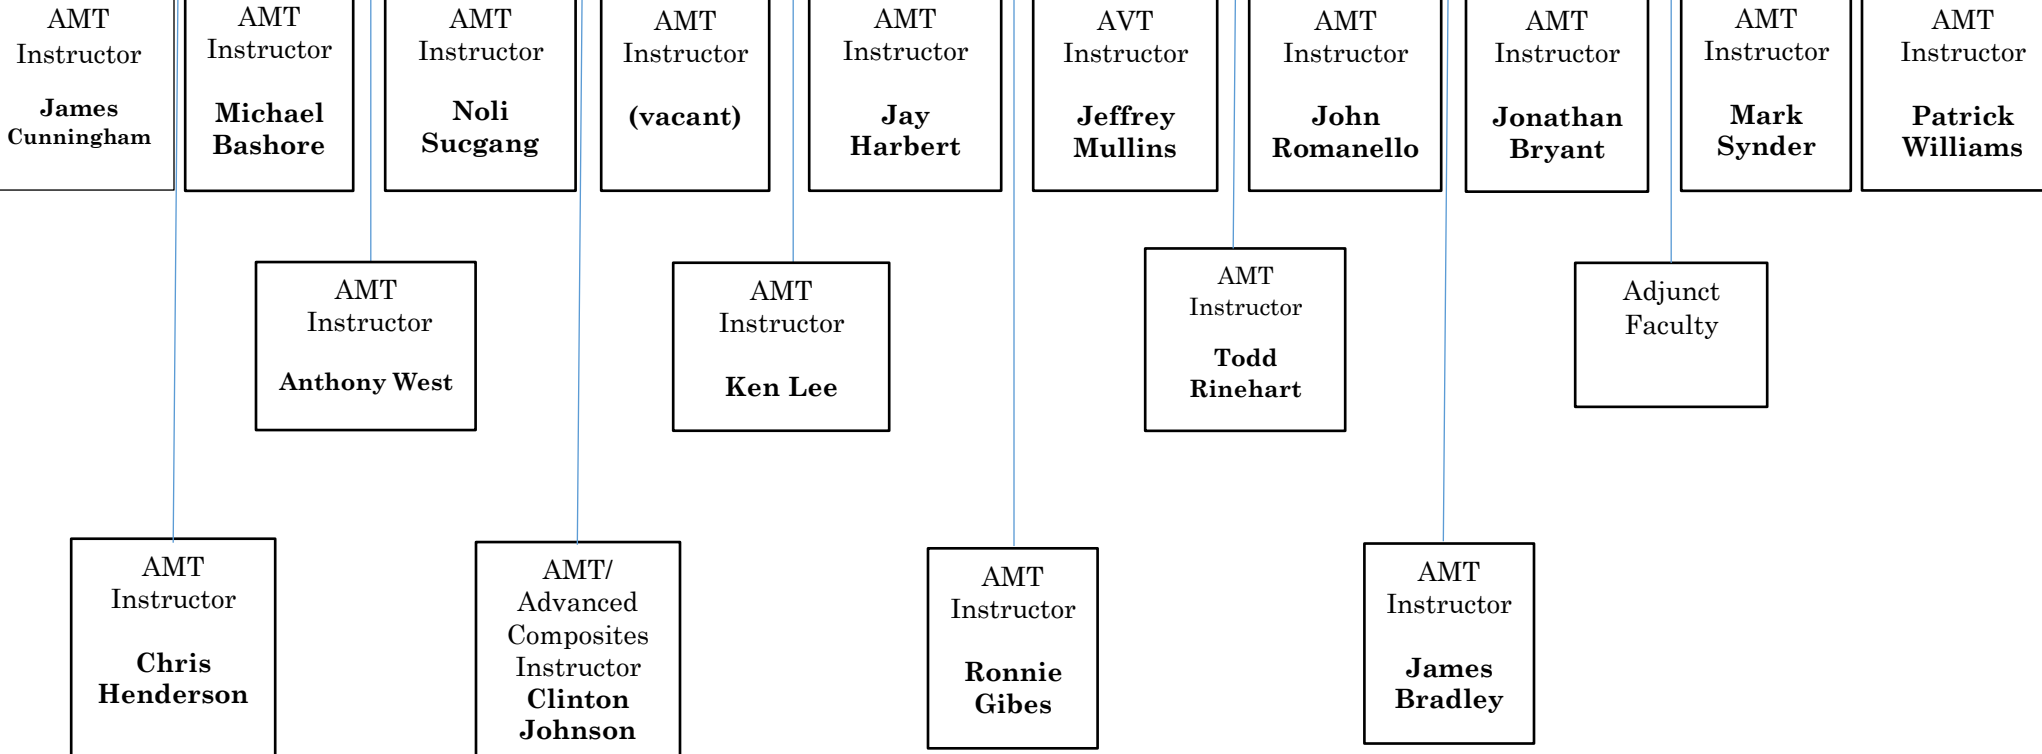 AMT
Instructor
James
Cunningham
AMT
Instructor
Michael
Bashore
AMT
Instructor
Noli
Sucgang
AMT
Instructor
(vacant)
AMT
Instructor
Jay
Harbert
AVT
Instructor
Jeffrey
Mullins
AMT
Instructor
John
Romanello
AMT
Instructor
Jonathan
Bryant
AMT
Instructor
Mark
Synder
AMT
Instructor
Patrick
Williams
AMT
Instructor
Anthony West
AMT
Instructor
Ken Lee
AMT
Instructor
Todd
Rinehart
Adjunct
Faculty
AMT
Instructor
Chris
Henderson
AMT/
Advanced
Composites
Instructor
Clinton
Johnson
AMT
Instructor
Ronnie
Gibes
AMT
Instructor
James
Bradley